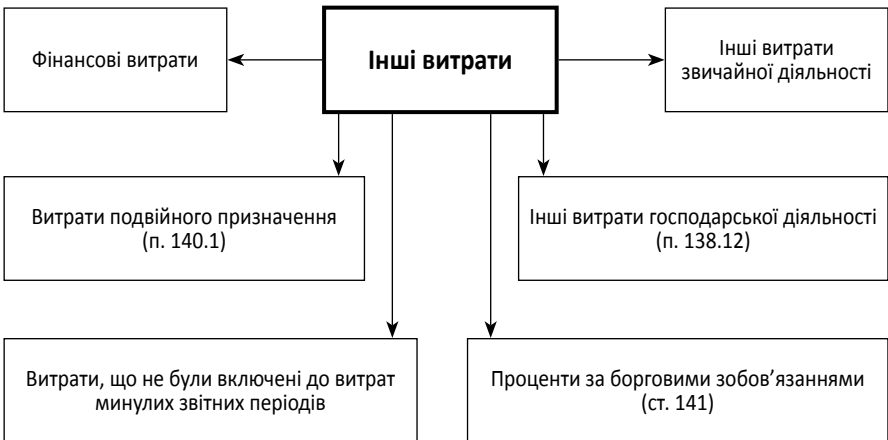 Фінансові витрати
Інші витрати
Інші витрати
звичайної діяльності
Витрати подвійного призначення
(п. 140.1)
Інші витрати господарської діяльності
(п. 138.12)
Витрати, що не були включені до витрат
минулих звітних періодів
Проценти за борговими зобов’язаннями
(ст. 141)